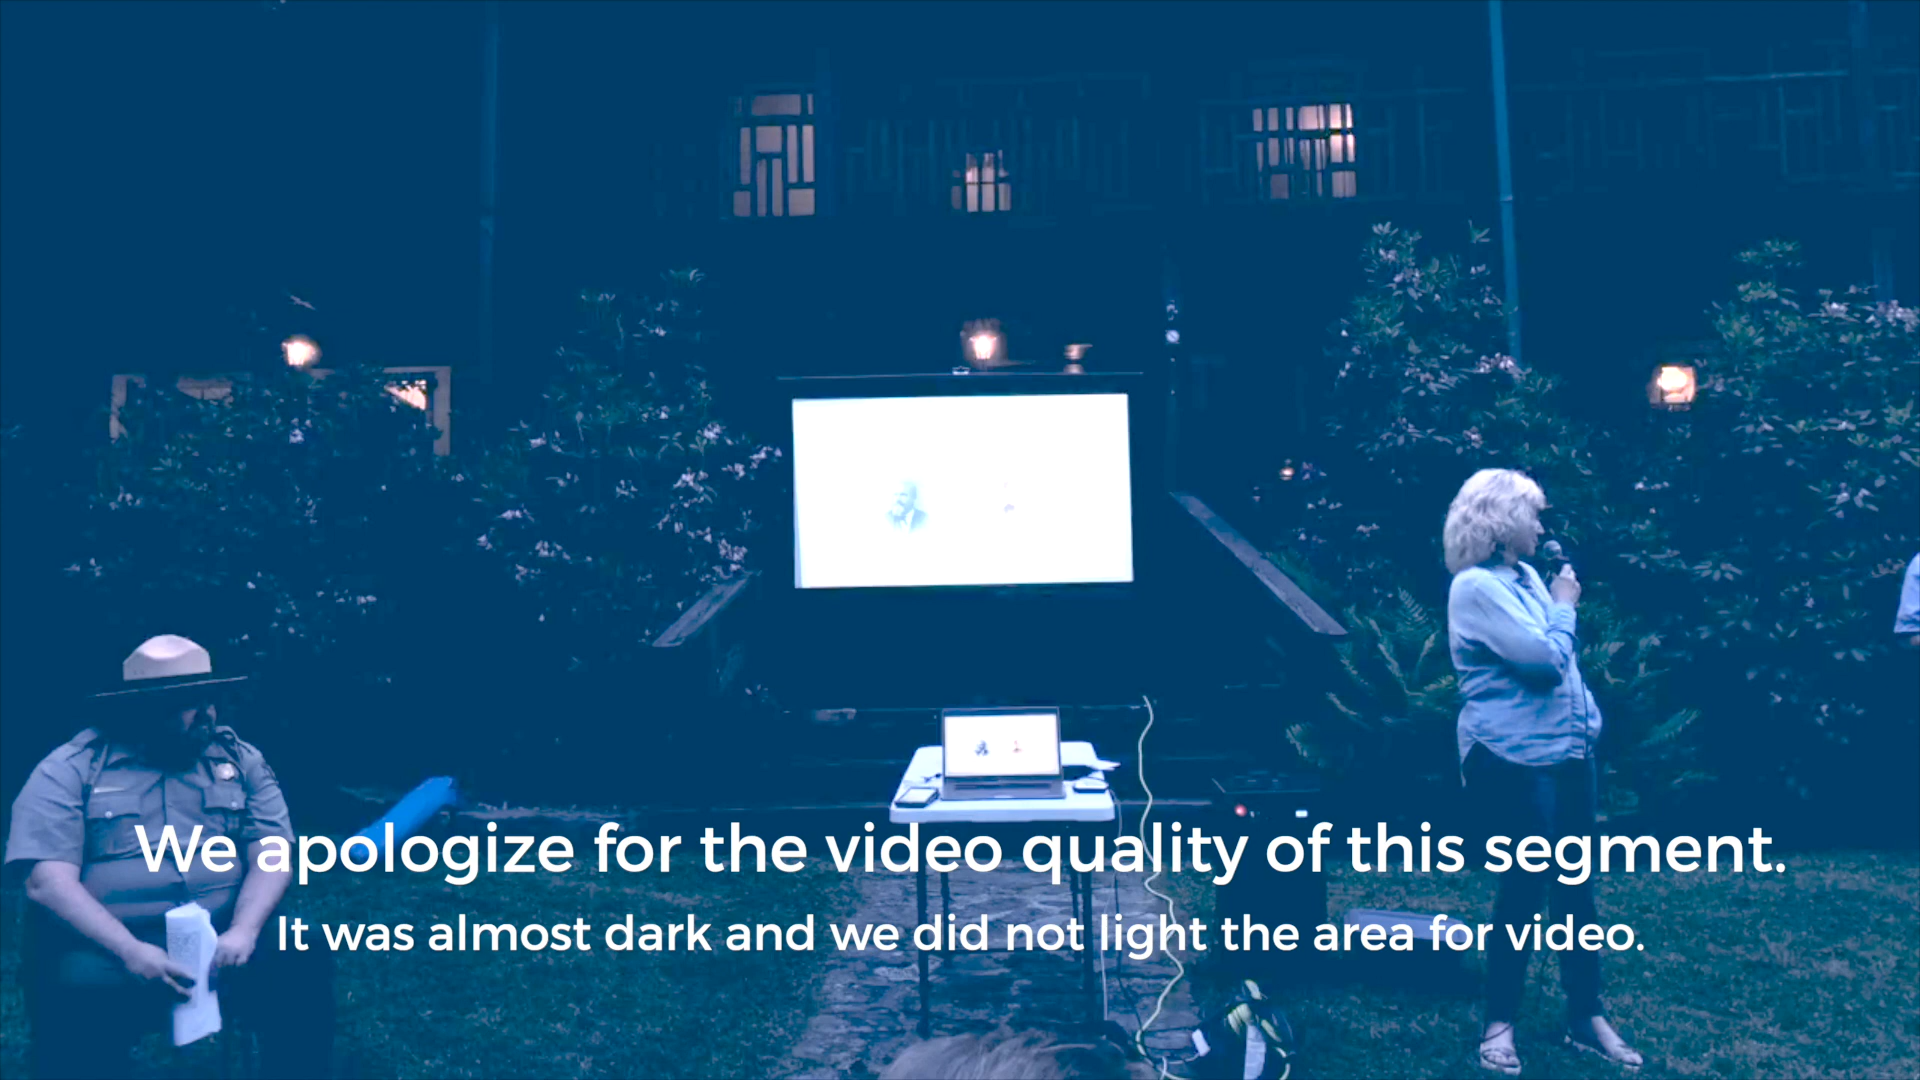 We apologize for the video quality of this segment.
It was almost dark and we did not light the area for video.